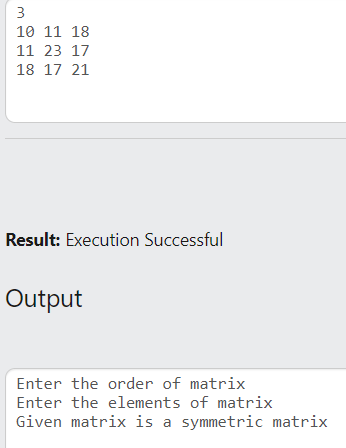 3
10 11 18
11 23 17
18 17 21
Result: Execution Successful
Output
Enter the order of matrix
Enter the elements of matrix
Given matrix is a symmetric matrix